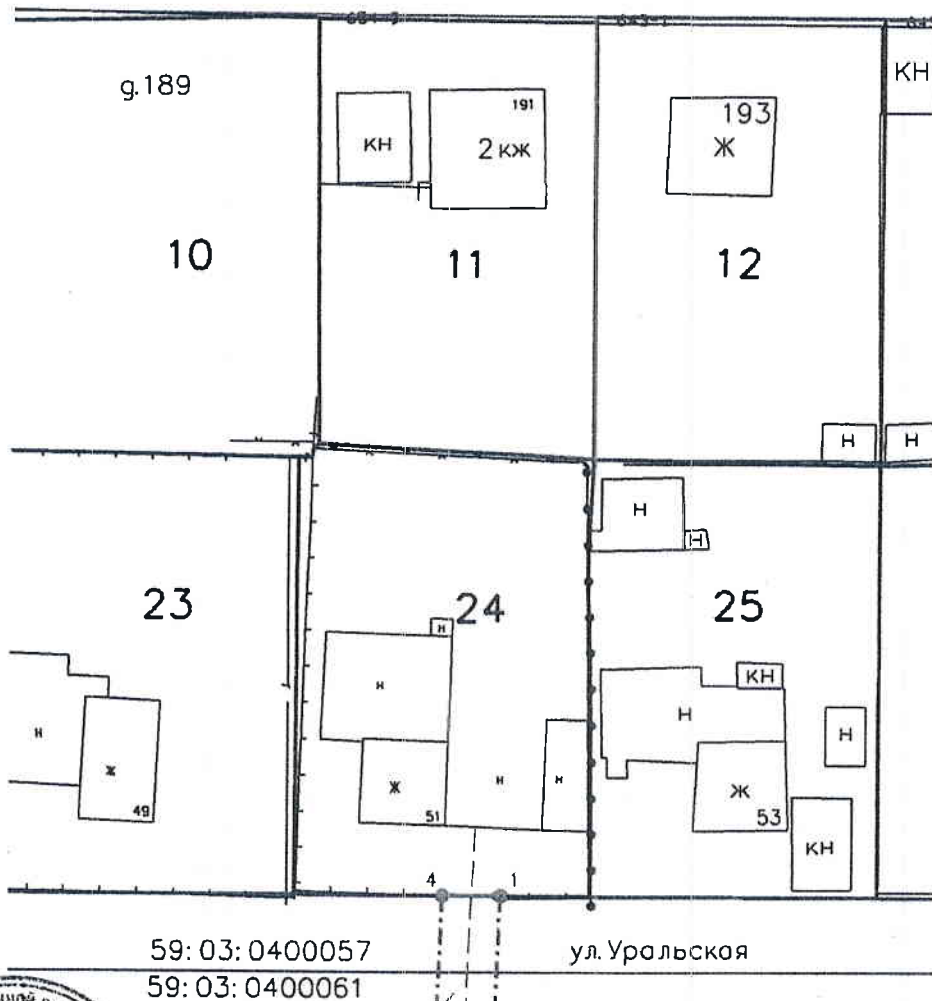 д.189
КН
191
2 КЖ
193
Ж
КН
10
11
12
Н
Н
Н
Н
23
24
25
н
н
КН
Н
Н
н
ж
49
ж
51
н
н
Ж
53
КН
4
1
59:03:0400057
ул.Уральская
59:03:0400061